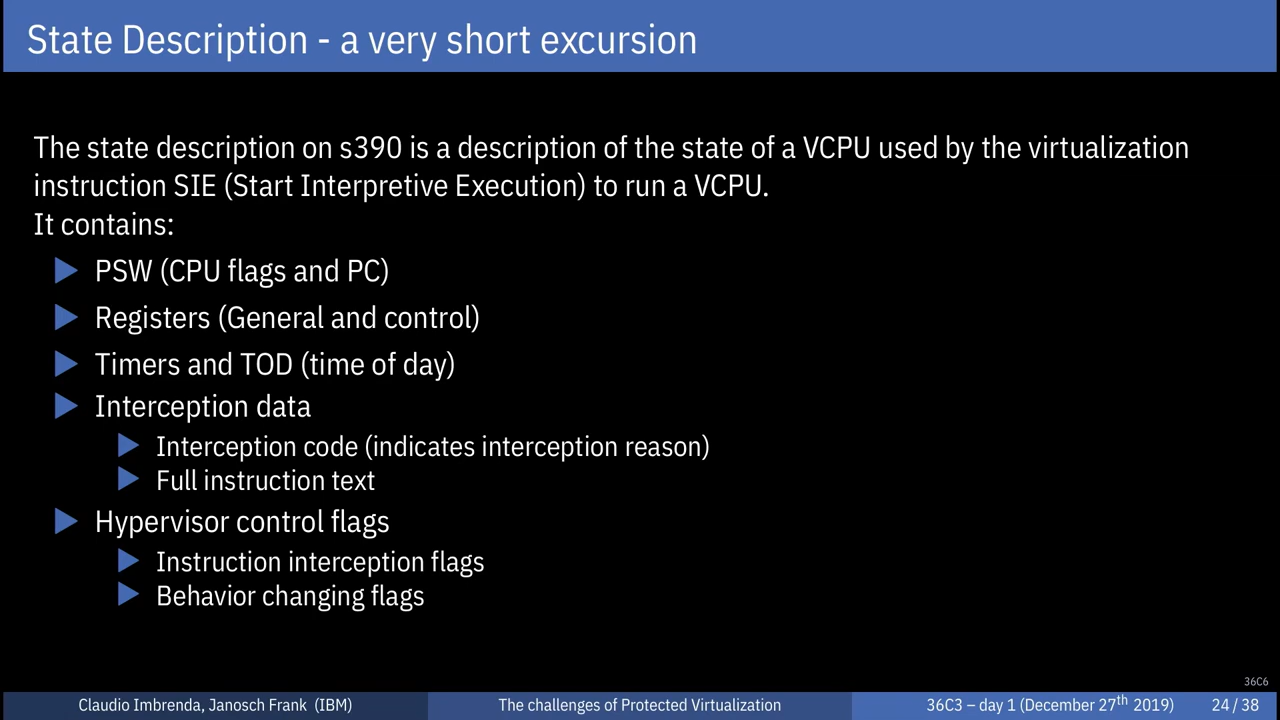 State Description - a very short excursion
The state description on s390 is a description of the state of a VCPU used by the virtualization
instruction SIE (Start Interpretive Execution) to run a VCPU.
It contains:
PSW (CPU flags and PC)
Registers (General and control)
Timers and TOD (time of day)
Interception data
Interception code (indicates interception reason)
Full instruction text
Hypervisor control flags
Instruction interception flags
Behavior changing flags
36C6
Claudio Imbrenda, Janosch Frank (IBM)
The challenges of Protected Virtualization
36C3 – day 1 (December 27th 2019)
24 / 38